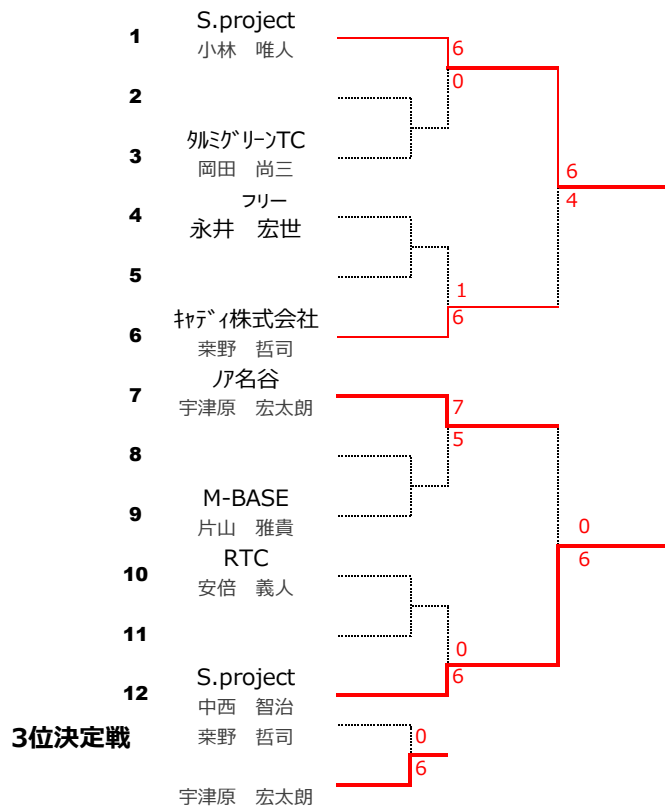 1
S.project
小林　唯人
6
0
2
3
ﾀﾙﾐｸﾞﾘｰﾝTC
岡田　尚三
6
4
4
フリー
永井　宏世
5
1
6
6
ｷｬﾃﾞｨ株式会社
桒野　哲司
7
ﾉｱ名谷
宇津原　宏太朗
7
5
8
9
M-BASE
片山　雅貴
0
6
10
RTC
安倍　義人
11
0
6
12
S.project
中西　智治
3位決定戦
桒野　哲司
0
6
宇津原　宏太朗